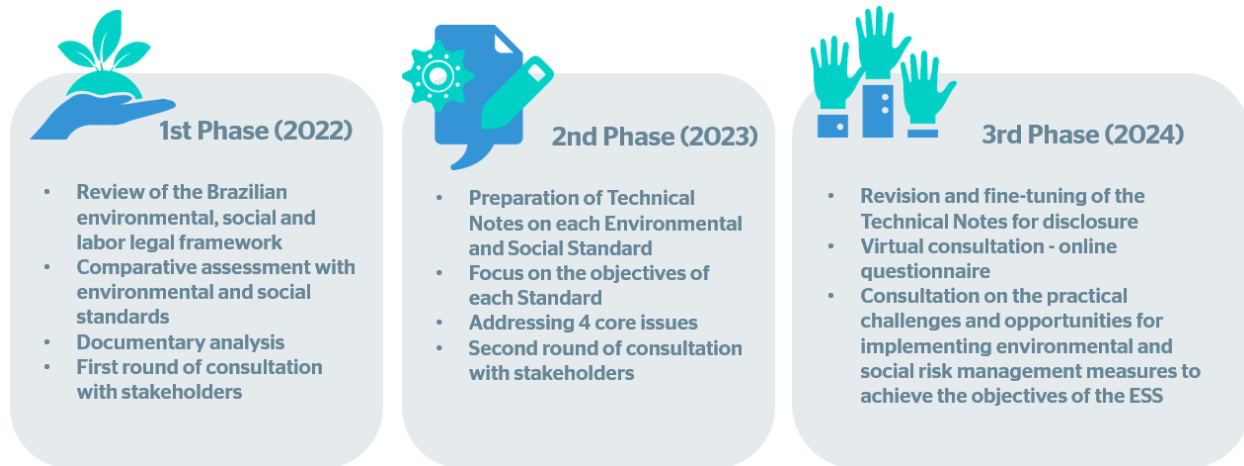 1st Phase (2022)
• Review of the Brazilian
environmental, social and
labor legal framework
• Comparative assessment with
environmental and social
standards
• Documentary analysis
• First round of consultation
with stakeholders
2nd Phase (2023)
• Preparation of Technical
Notes on each Environmental
and Social Standard
• Focus on the objectives of
each Standard
• Addressing 4 core issues
• Second round of consultation
with stakeholders
3rd Phase (2024)
• Revision and fine-tuning of the
Technical Notes for disclosure
• Virtual consultation - online
questionnaire
• Consultation on the practical
challenges and opportunities for
implementing environmental and
social risk management measures to
achieve the objectives of the ESS